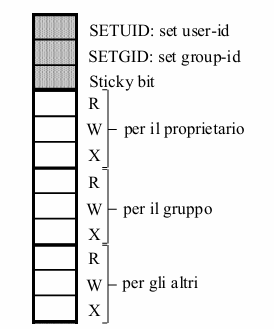 SETUID: set user-id
SETGID: set group-id
Sticky bit
R
W per il proprietario
X
R
W per il gruppo
X
R
W per gli altri
X